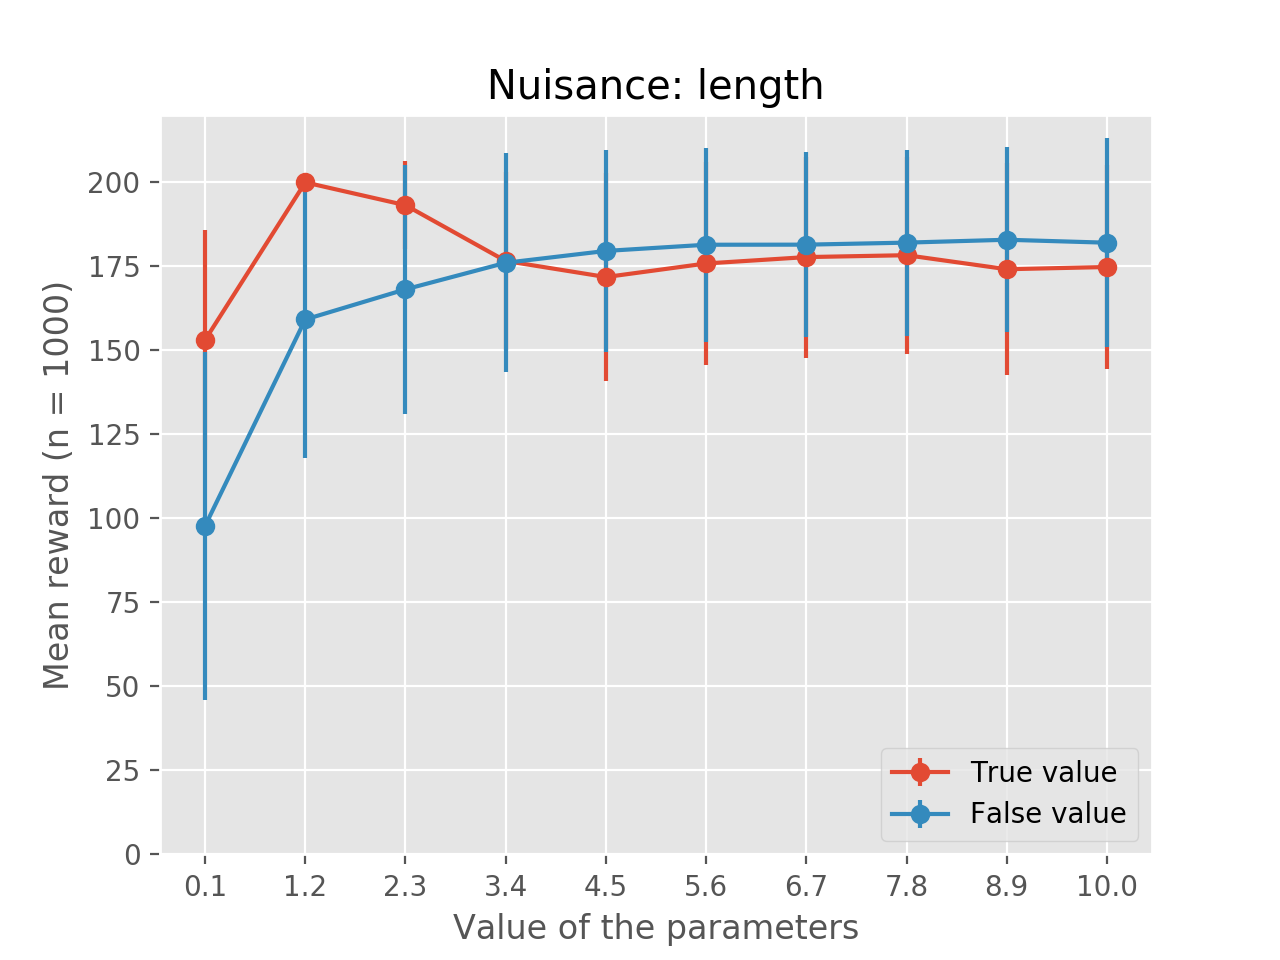 Nuisance: length
Mean reward (n = 1000)
200
175
150
125
100
75
50
25
0
0.1 1.2 2.3 3.4 4.5 5.6 6.7 7.8 8.9 10.0
Value of the parameters
True value
False value